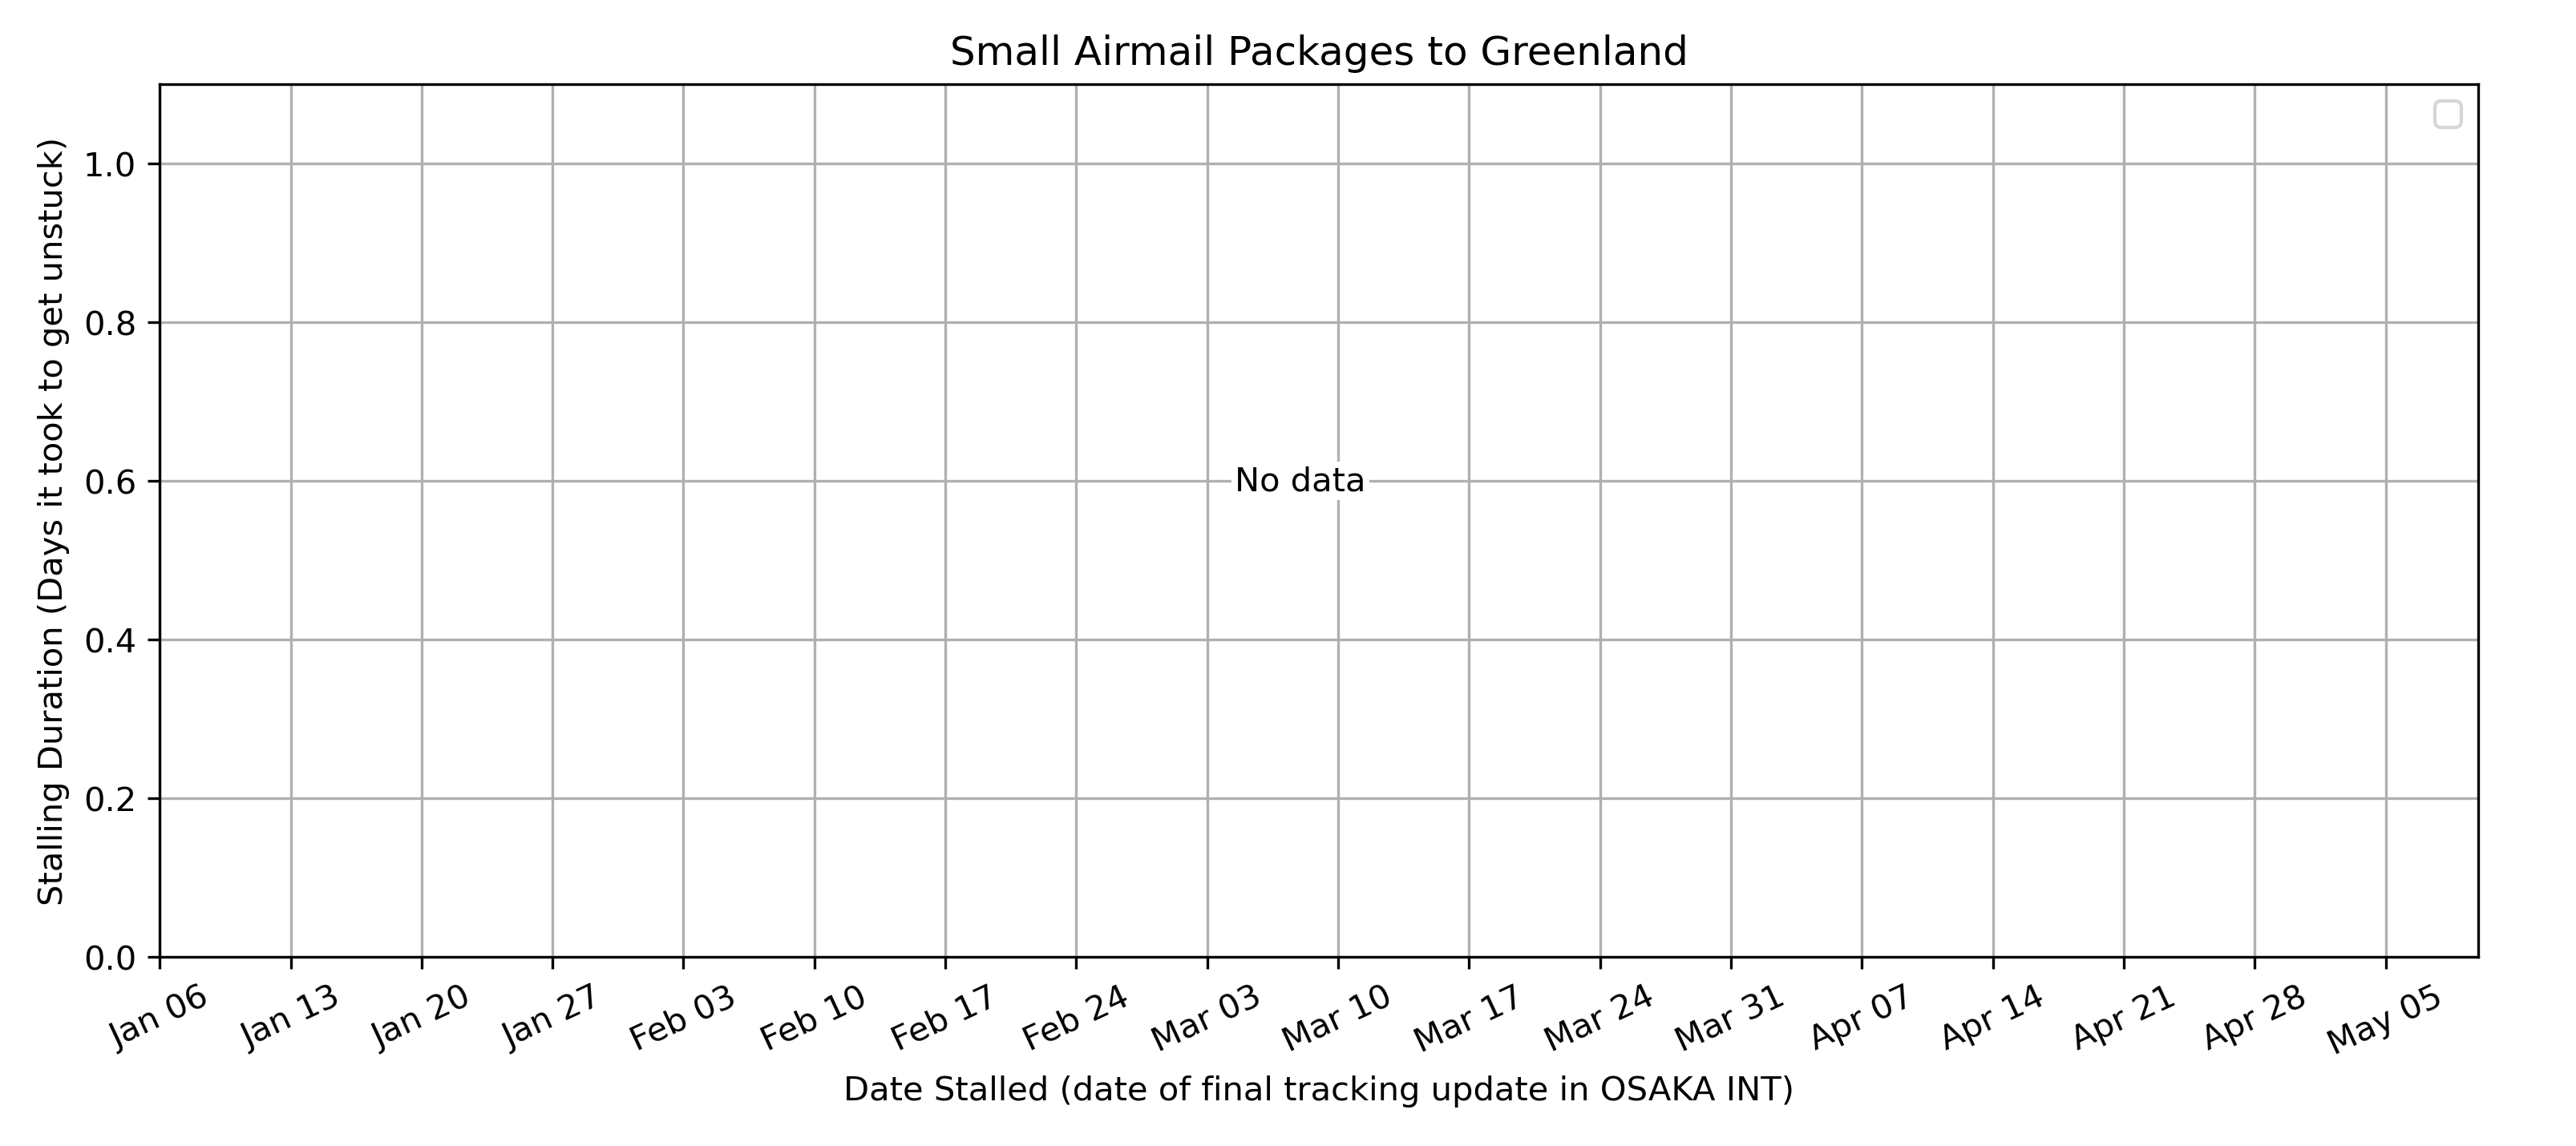 Small Airmail Packages to Greenland
Stalling Duration (Days it took to get unstuck)
1.0
0.8
0.6
0.4
0.2
0.0
No data
Jan 06 Jan 13 Jan 20 Jan 27 Feb 03 Feb 10 Feb 17 Feb 24 Mar 03 Mar 10 Mar 17 Mar 24 Mar 31 Apr 07 Apr 14 Apr 21 Apr 28 May 05
Date Stalled (date of final tracking update in OSAKA INT)